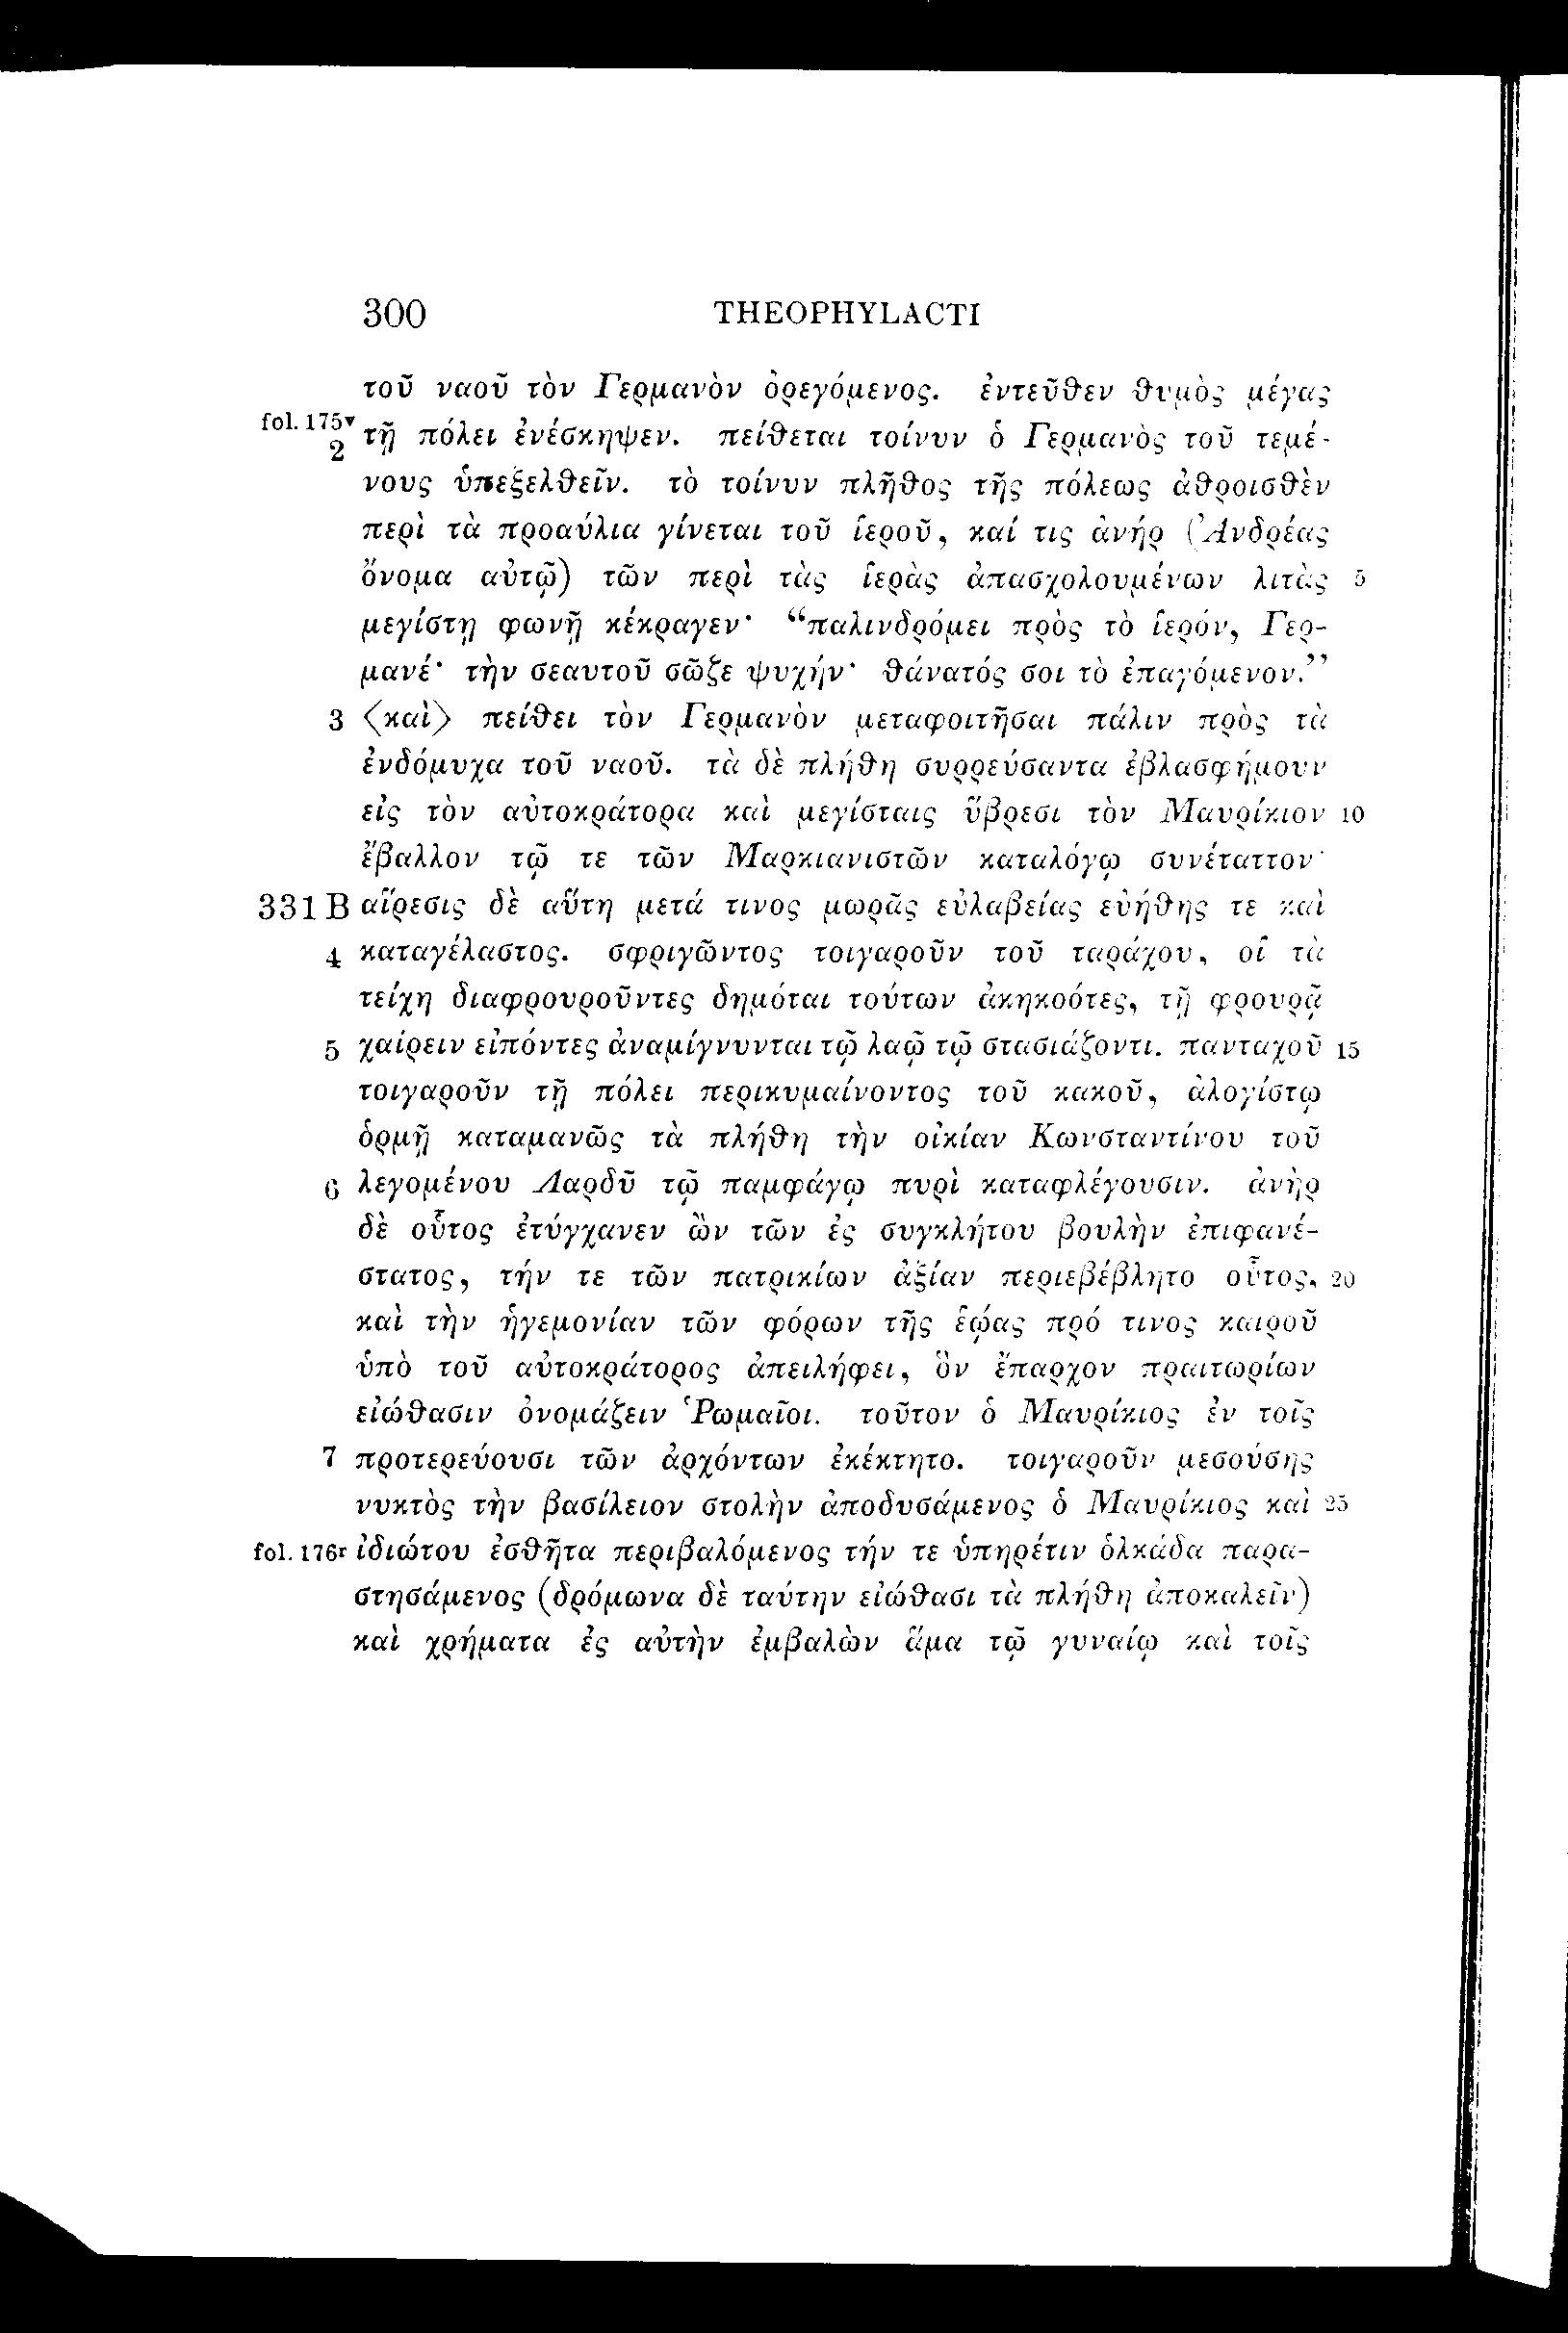 300 THEOPHYLACTI
τοῦ ναοῦ τὸν Γερμανὸν ὀρεγόμενος. ἐντεῦθεν θυμὸς μέγας
fol. 175v 2 τῇ πόλει ἐνέσκηψεν. πείθεται τοίνυν ὁ Γερμανὸς τοῦ τεμέ-
νους ὑπεξελθεῖν. τὸ τοίνυν πλῆθος τῆς πόλεως ἀθροισθὲν
περὶ τὰ προαύλια γίνεται τοῦ ἱεροῦ, καί τις ἀνήρ (Ἀνδρέας
ὄνομα αὐτῷ) τῶν περὶ τὰς ἱερὰς ἀπασχολουμένων λιτὰς 5
μεγίστῃ φωνῇ κέκραγεν· “παλινδρόμει πρὸς τὸ ἱερόν, Γερ-
μανέ· τὴν σεαυτοῦ σῶζε ψυχήν· θάνατός σοι τὸ ἐπαγόμενον.”
3 〈καὶ〉 πείθει τὸν Γερμανὸν μεταφοιτῆσαι πάλιν πρὸς τὰ
ἐνδόμυχα τοῦ ναοῦ. τὰ δὲ πλήθη συρρεύσαντα ἐβλασφήμουν
εἰς τὸν αὐτοκράτορα καὶ μεγίσταις ὕβρεσι τὸν Μαυρίκιον 10
ἔβαλλον τῷ τε τῶν Μαρκιανιστῶν καταλόγῳ συνέταττον·
331 B αἵρεσις δὲ αὕτη μετά τινος μωρᾶς εὐλαβείας εὐήθης τε καὶ
4 καταγέλαστος. σφριγῶντος τοιγαροῦν τοῦ ταράχου, οἱ τὰ
τείχη διαφρουροῦντες δημόται τούτων ἀκηκοότες, τῇ φρουρᾷ
5 χαίρειν εἰπόντες ἀναμίγνυνται τῷ λαῷ τῷ στασιάζοντι. πανταχοῦ 15
τοιγαροῦν τῇ πόλει περικυμαίνοντος τοῦ κακοῦ, ἀλογίστῳ
ὁρμῇ καταμανῶς τὰ πλήθη τὴν οἰκίαν Κωνσταντίνου τοῦ
6 λεγομένου Λαρδῦ τῷ παμφάγῳ πυρὶ καταφλέγουσιν. ἀνὴρ
δὲ οὗτος ἐτύγχανεν ὢν τῶν ἐς συγκλήτου βουλὴν ἐπιφανέ-
στατος, τήν τε τῶν πατρικίων ἀξίαν περιεβέβλητο οὗτος, 20
καὶ τὴν ἡγεμονίαν τῶν φόρων τῆς ἑῴας πρό τινος καιροῦ
ὑπὸ τοῦ αὐτοκράτορος ἀπειλήφει, ὃν ἔπαρχον πραιτωρίων
εἰώθασιν ὀνομάζειν Ῥωμαῖοι. τοῦτον ὁ Μαυρίκιος ἐν τοῖς
7 προτερεύουσι τῶν ἀρχόντων ἐκέκτητο. τοιγαροῦν μεσούσης
νυκτὸς τὴν βασίλειον στολὴν ἀποδυσάμενος ὁ Μαυρίκιος καὶ 25
fol. 176r ἰδιώτου ἐσθῆτα περιβαλόμενος τήν τε ὑπηρέτιν ὁλκάδα παρα-
στησάμενος (δρόμωνα δὲ ταύτην εἰώθασι τὰ πλήθη ἀποκαλεῖν)
καὶ χρήματα ἐς αὐτὴν ἐμβαλὼν ἅμα τῷ γυναίῳ καὶ τοῖς